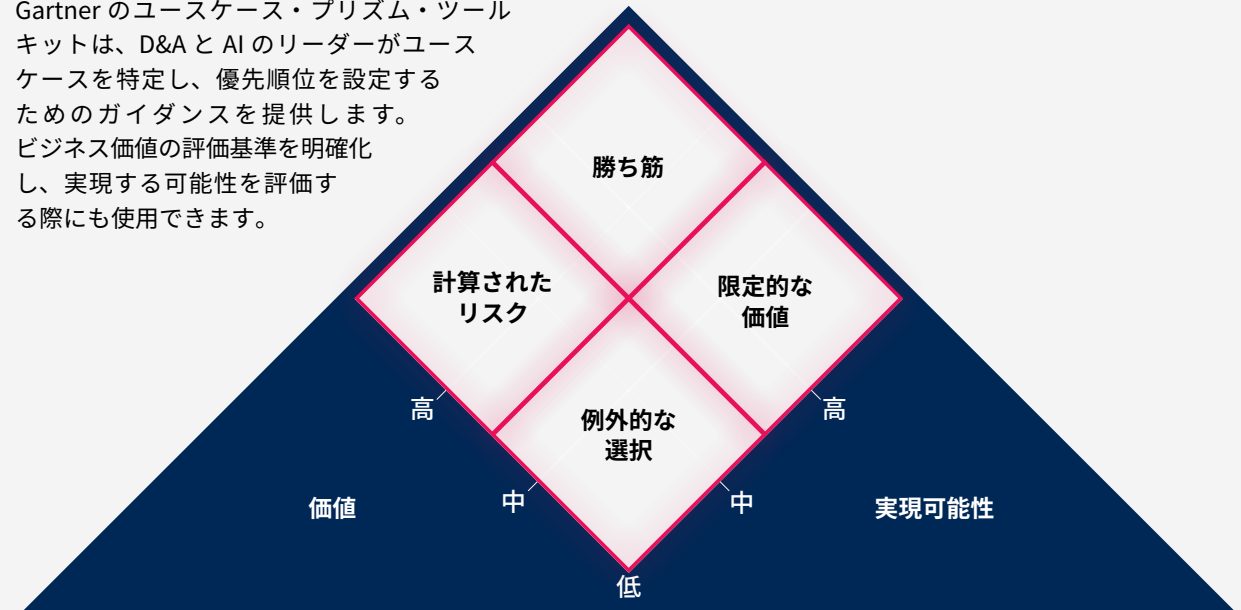 Gartner のユースケース・プリズム・ツール
キットは、D&A と AI のリーダーがユース
ケースを特定し、優先順位を設定する
ためのガイダンスを提供します。
ビジネス価値の評価基準を明確化
し、実現する可能性を評価す
る際にも使用できます。
勝ち筋
計算された
リスク
限定的な
価値
例外的な
選択
高
高
中
中
価値
実現可能性
低